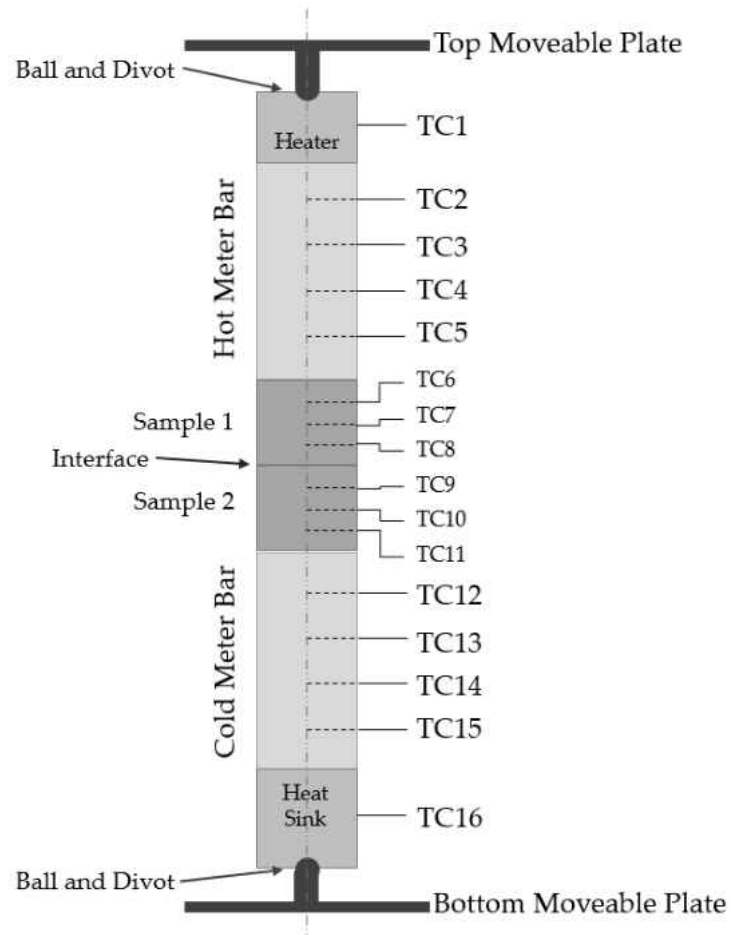 Top Moveable Plate
Ball and Divot
Heater
TC1
Hot Meter Bar
TC2
TC3
TC4
TC5
Sample 1
TC6
TC7
TC8
Interface
Sample 2
TC9
TC10
TC11
Cold Meter Bar
TC12
TC13
TC14
TC15
Heat
Sink
TC16
Ball and Divot
Bottom Moveable Plate